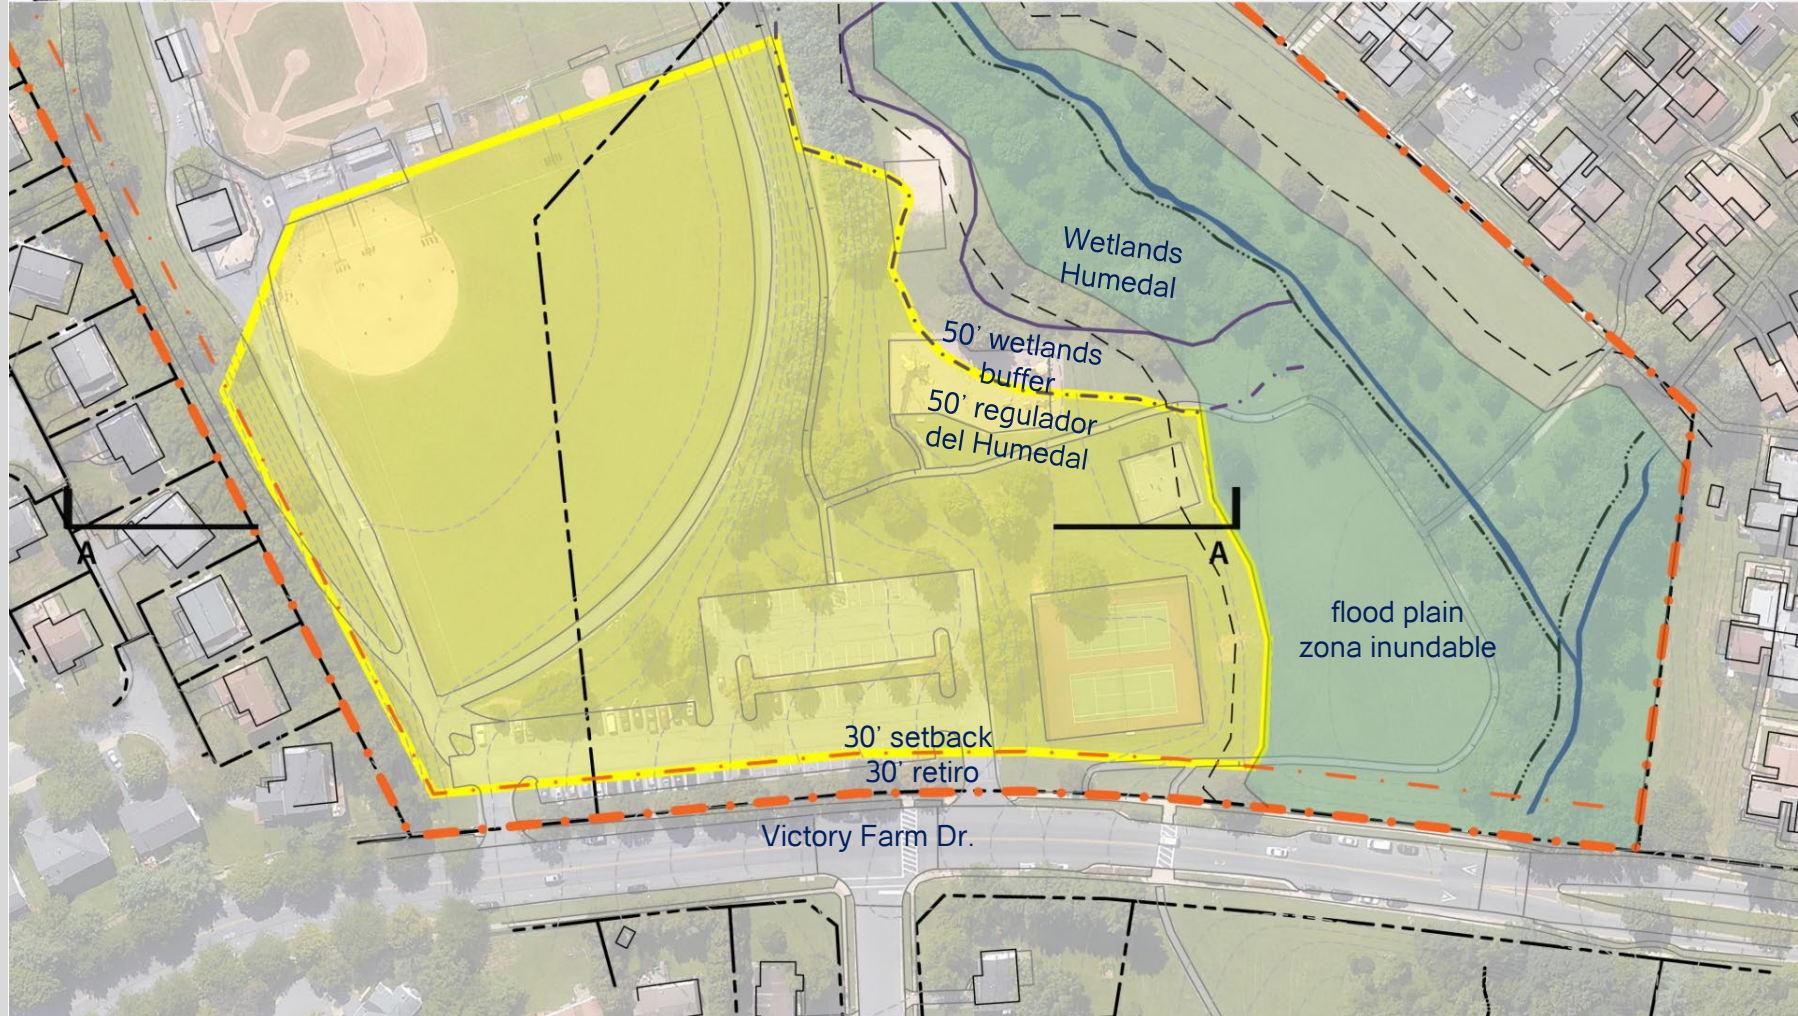 Wetlands
Humedal
50’ wetlands
buffer
50’ regulador
del Humedal
A
A
flood plain
zona inundable
30’ setback
30’ retiro
Victory Farm Dr.